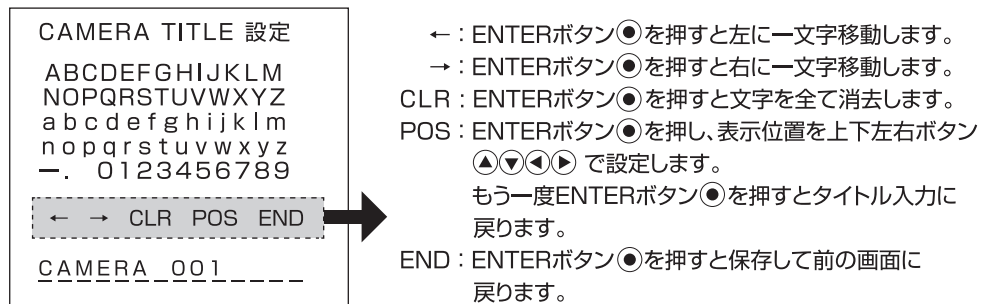 CAMERA TITLE 設定
ABCDEFGHIJKLM
NOPQRSTUVWXYZ
abcdefghijklm
nopqrstuvwxyz
ー. 0123456789
← → CLR POS END
CAMERA_001_____
←：ENTERボタン◉を押すと左に一文字移動します。
→：ENTERボタン◉を押すと右に一文字移動します。
CLR：ENTERボタン◉を押すと文字を全て消去します。
POS：ENTERボタン◉を押し、表示位置を上下左右ボタン
▲▼◀▶ で設定します。
もう一度ENTERボタン◉を押すとタイトル入力に
戻ります。
END：ENTERボタン◉を押すと保存して前の画面に
戻ります。